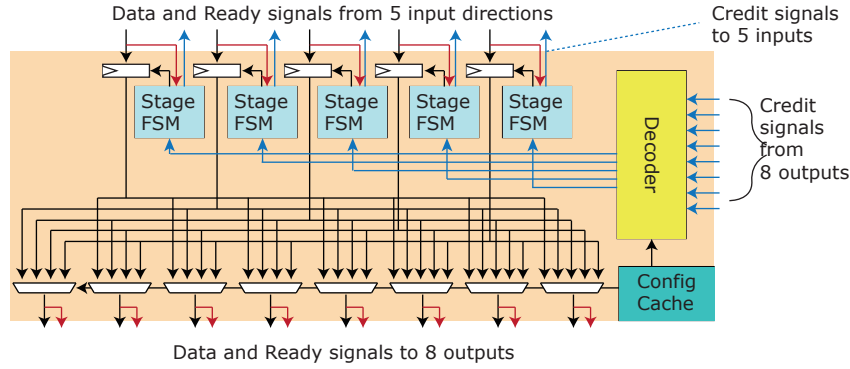 Data and Ready signals from 5 input directions
Credit signals
to 5 inputs
Stage
FSM
Stage
FSM
Stage
FSM
Stage
FSM
Stage
FSM
Decoder
Credit
signals
from
8 outputs
Config
Cache
Data and Ready signals to 8 outputs